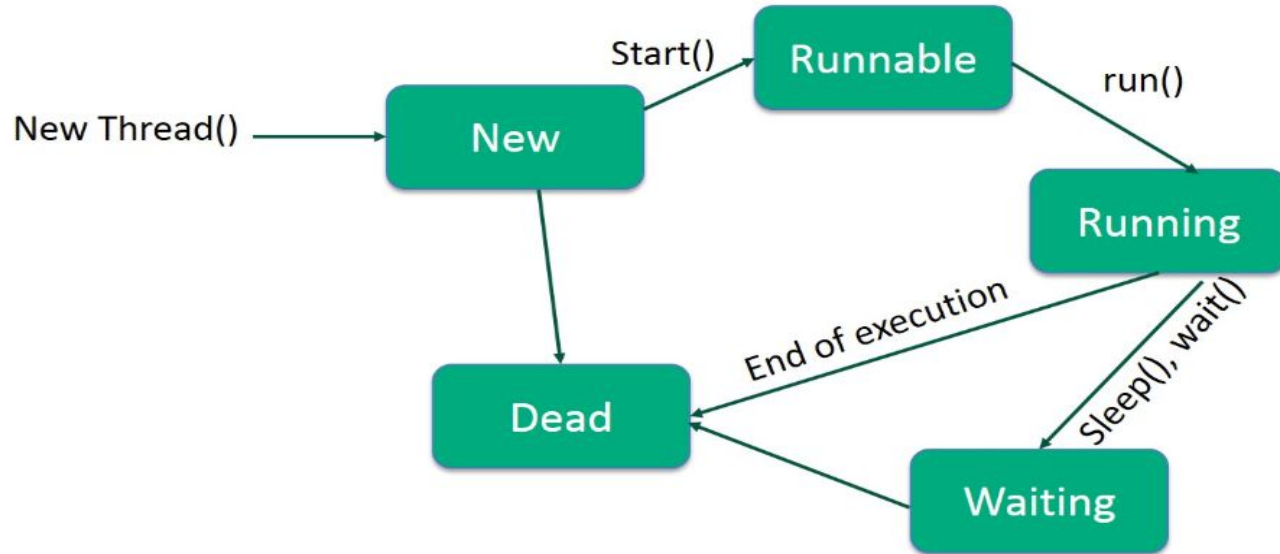 Start()
Runnable
run()
New Thread()
New
Running
End of execution
Sleep(), wait()
Dead
Waiting